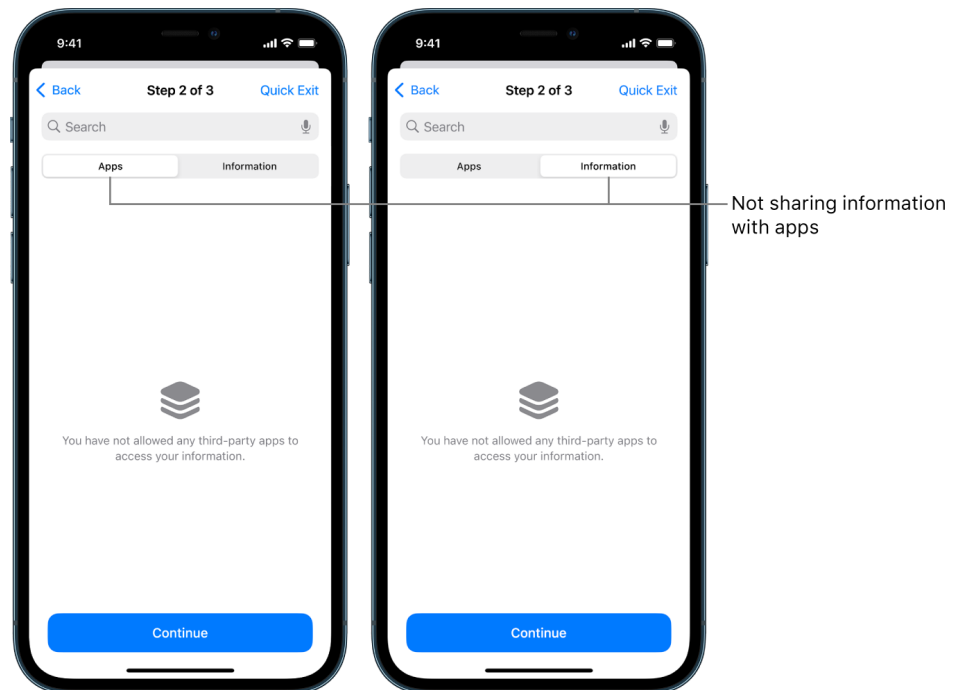 9:41
Back Step 2 of 3 Quick Exit
Search
Apps Information
You have not allowed any third-party apps to
access your information.
Continue
9:41
Back Step 2 of 3 Quick Exit
Search
Apps Information
You have not allowed any third-party apps to
access your information.
Continue
Not sharing information
with apps